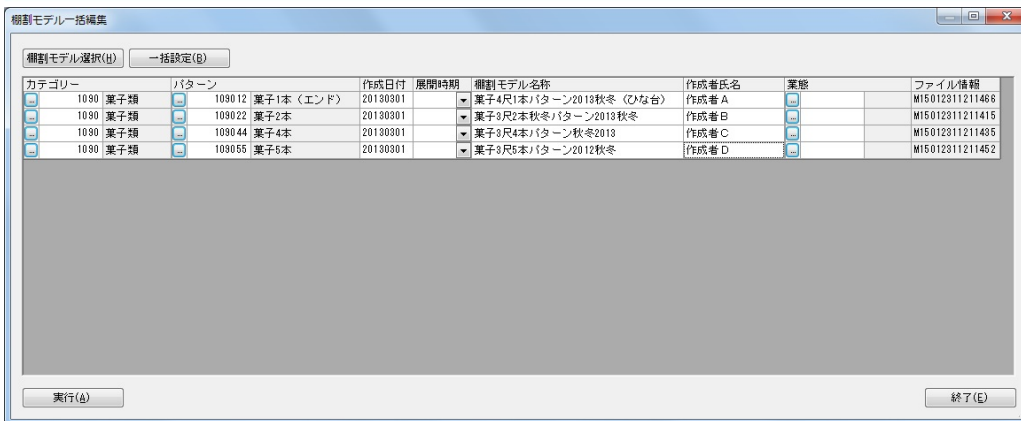 棚割モデル一括編集
棚割モデル選択(H) 一括設定(B)
カテゴリー パターン 作成日付 展開時期 棚割モデル名称 作成者氏名 業態 ファイル情報
... 1090 菓子類 ... 109012 菓子1本（エンド） 20130301 菓子4尺1本パターン2013秋冬（ひな台） 作成者A ... M15012311211466
... 1090 菓子類 ... 109022 菓子2本 20130301 菓子3尺2本秋冬パターン2013秋冬 作成者B ... M15012311211415
... 1090 菓子類 ... 109044 菓子4本 20130301 菓子3尺4本パターン秋冬2013 作成者C ... M15012311211435
... 1090 菓子類 ... 109055 菓子5本 20130301 菓子3尺5本パターン2012秋冬 作成者D ... M15012311211452
実行(A) 終了(E)